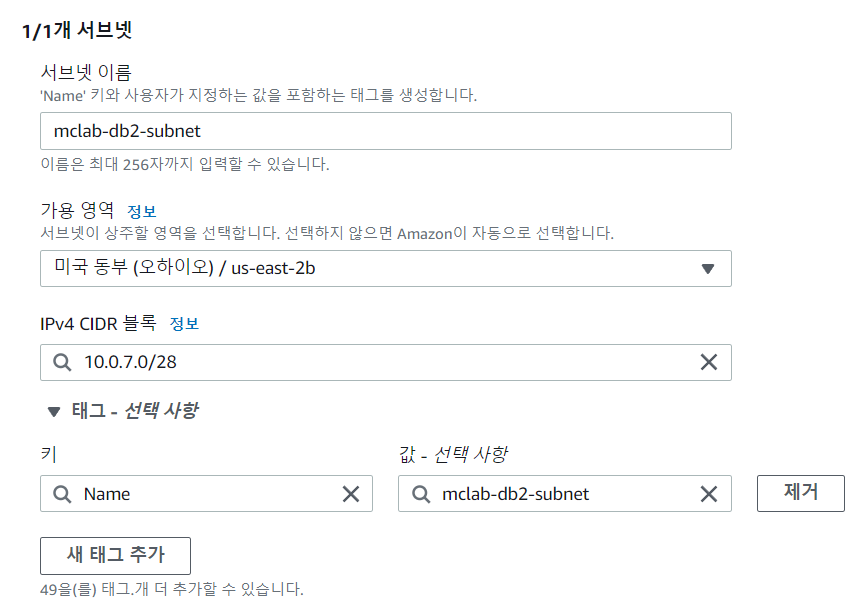 1/1개 서브넷
서브넷 이름
'Name' 키와 사용자가 지정하는 값을 포함하는 태그를 생성합니다.
mclab-db2-subnet
이름은 최대 256자까지 입력할 수 있습니다.
가용 영역 정보
서브넷이 상주할 영역을 선택합니다. 선택하지 않으면 Amazon이 자동으로 선택합니다.
미국 동부 (오하이오) / us-east-2b
IPv4 CIDR 블록 정보
10.0.7.0/28
태그 - 선택 사항
키 값 - 선택 사항
Name mclab-db2-subnet 제거
새 태그 추가
49을(를) 태그.개 더 추가할 수 있습니다.